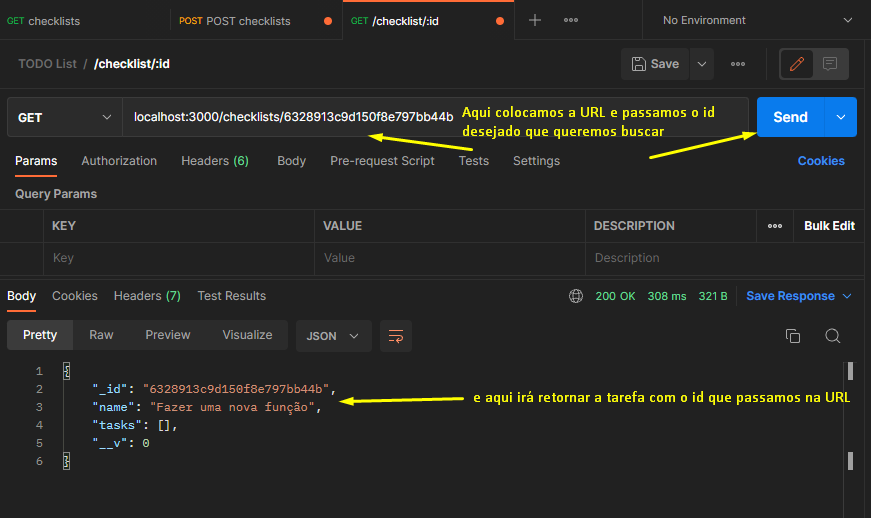 GET checklists
POST POST checklists
GET /checklist/:id
No Environment
TODO List / /checklist/:id
Save
GET
localhost:3000/checklists/6328913c9d150f8e797bb44b
Aqui colocamos a URL e passamos o id
desejado que queremos buscar
Send
Params Authorization Headers (6) Body Pre-request Script Tests Settings Cookies
Query Params
KEY VALUE DESCRIPTION Bulk Edit
Key Value Description
Body Cookies Headers (7) Test Results 200 OK 308 ms 321 B Save Response
Pretty Raw Preview Visualize JSON
1 {
2 "_id": "6328913c9d150f8e797bb44b",
3 "name": "Fazer uma nova função",
e aqui irá retornar a tarefa com o id que passamos na URL
4 "tasks": [],
5 "__v": 0
6 }